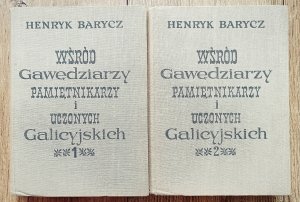 HENRYK BARYCZ
WŚRÓD
Gawędziarzy
PAMIĘTNIKARZY
i
UCZONYCH
Galicyjskich
1
HENRYK BARYCZ
WŚRÓD
Gawędziarzy
PAMIĘTNIKARZY
i
UCZONYCH
Galicyjskich
2